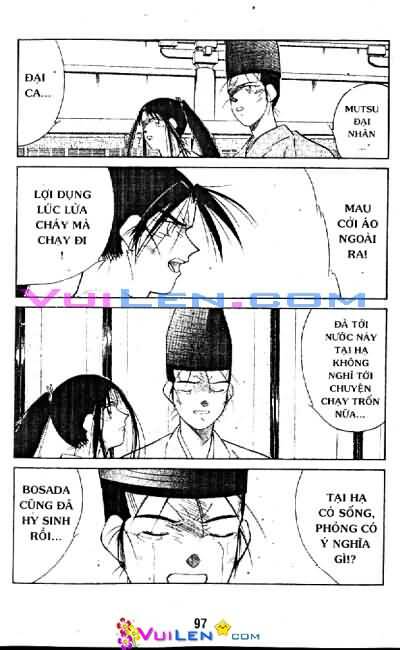 ĐẠI
CA...
MUTSU
ĐẠI
NHÂN
LỢI DỤNG
LÚC LỬA
CHÁY MÀ
CHẠY ĐI
!
MAU
CỞI ÁO
NGOÀI
RA!
VuiLen.com
ĐÃ TỚI
NƯỚC NÀY
TẠI HẠ
KHÔNG
NGHĨ TỚI
CHUYỆN
CHẠY TRỐN
NỮA...
BOSADA
CŨNG ĐÃ
HY SINH
RỒI...
TẠI HẠ
CÓ SỐNG,
PHỎNG CÓ
Ý NGHĨA
GÌ!?
97
VuiLen
.com